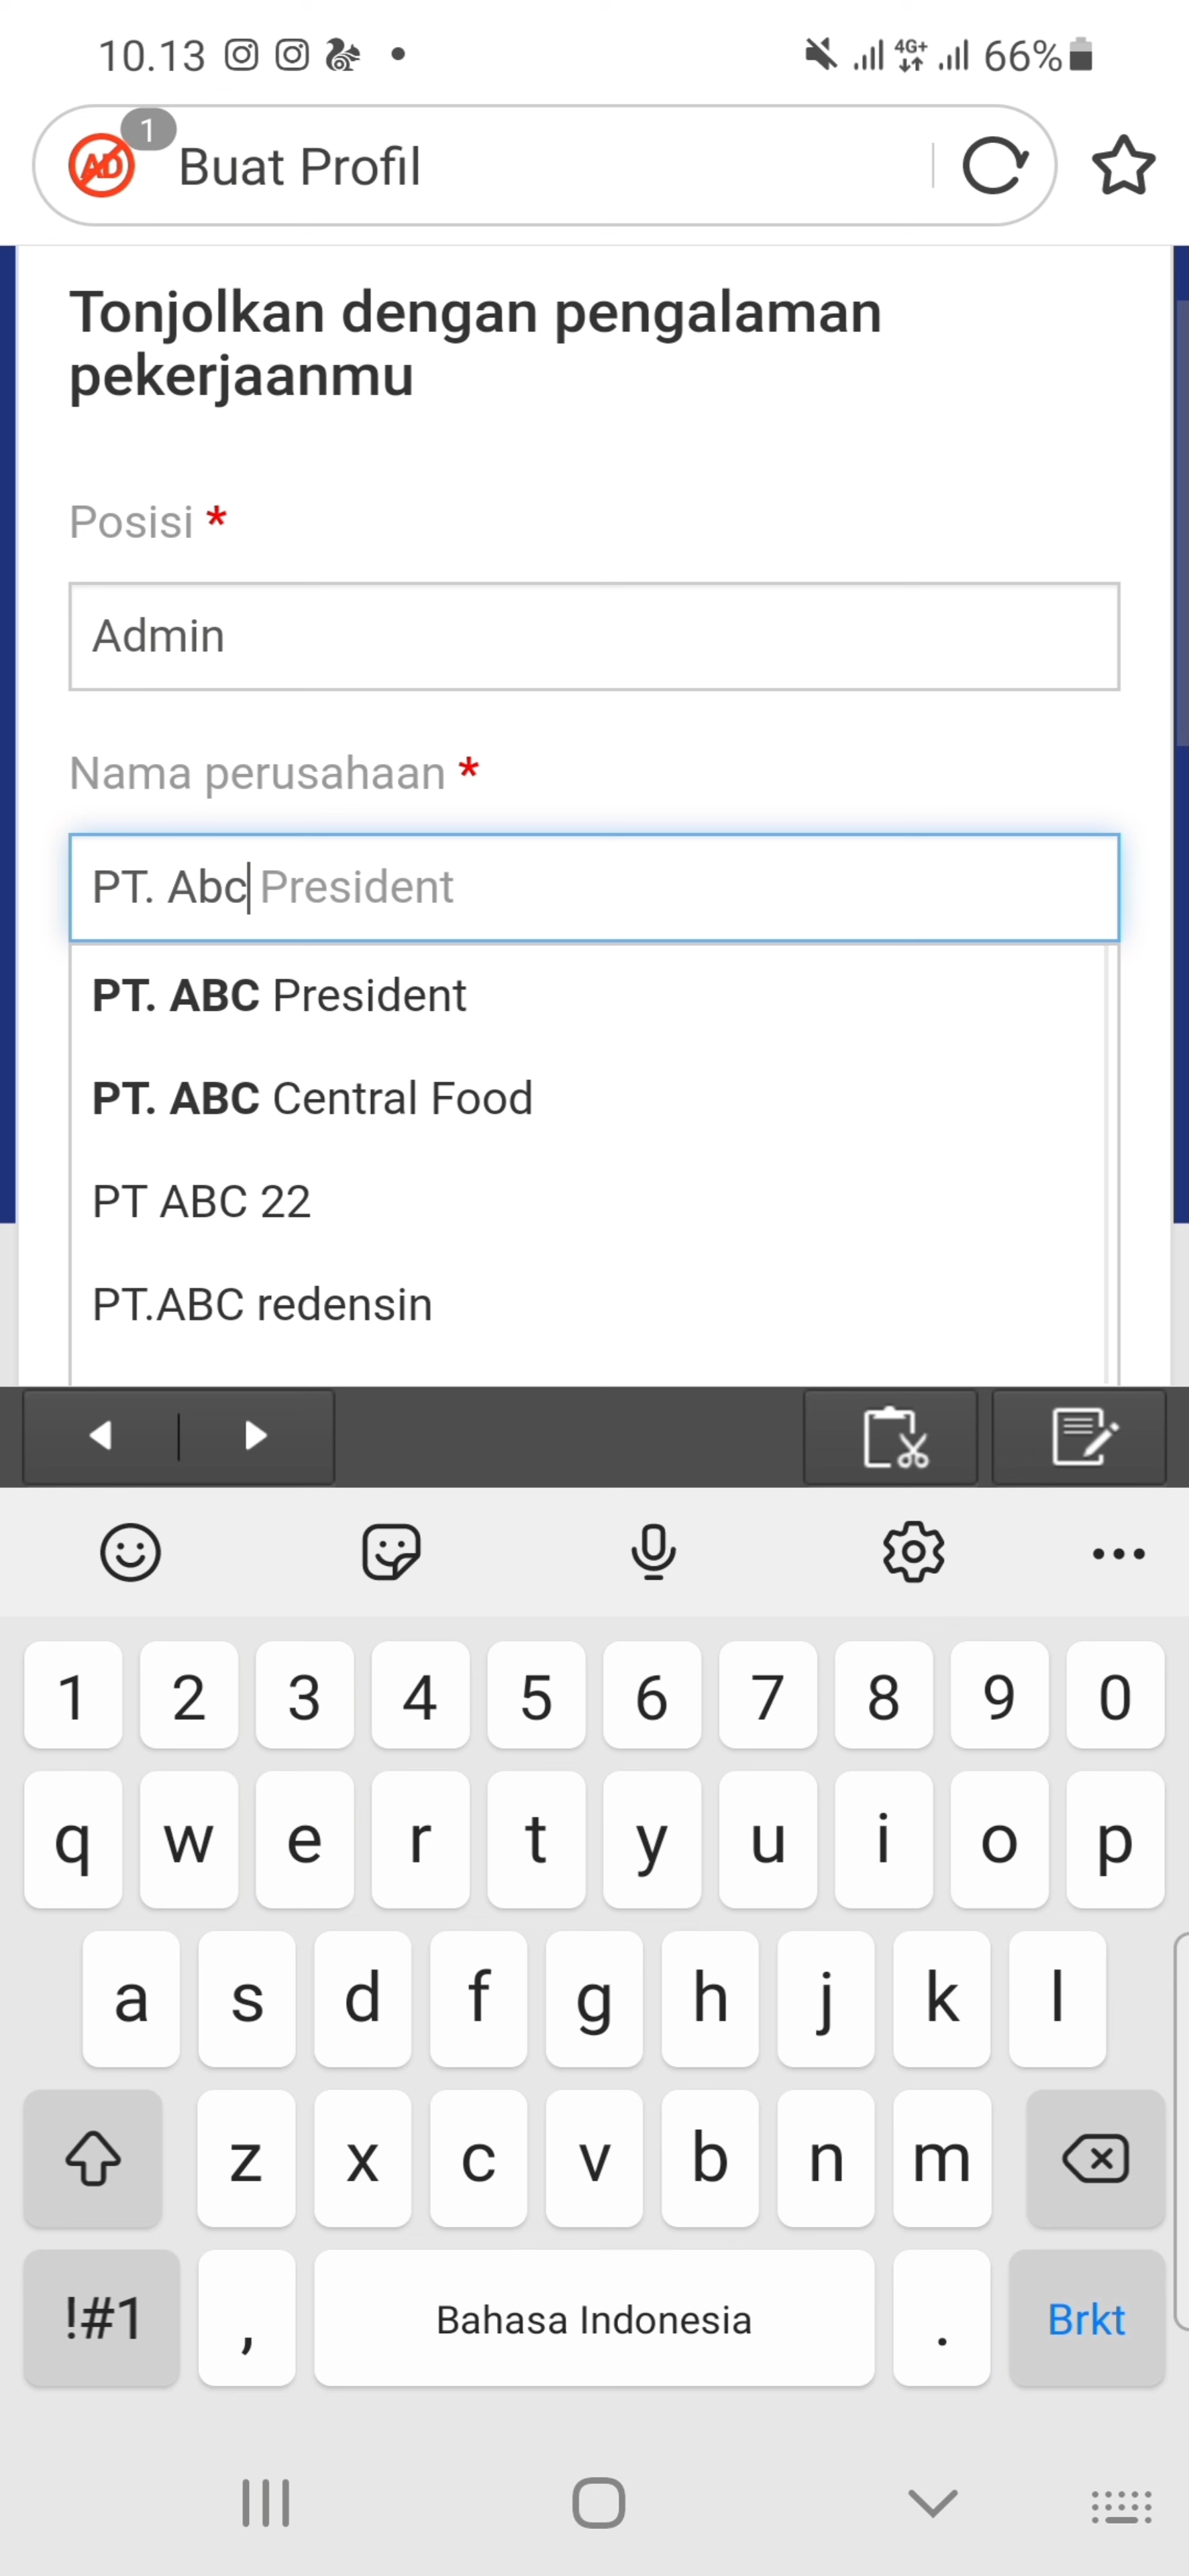 10.13 4G+ 66%
AD 1 Buat Profil
Tonjolkan dengan pengalaman
pekerjaanmu
Posisi *
Admin
Nama perusahaan *
PT. Abc President
PT. ABC President
PT. ABC Central Food
PT ABC 22
PT.ABC redensin
1 2 3 4 5 6 7 8 9 0
q w e r t y u i o p
a s d f g h j k l
z x c v b n m
!#1 , Bahasa Indonesia . Brkt